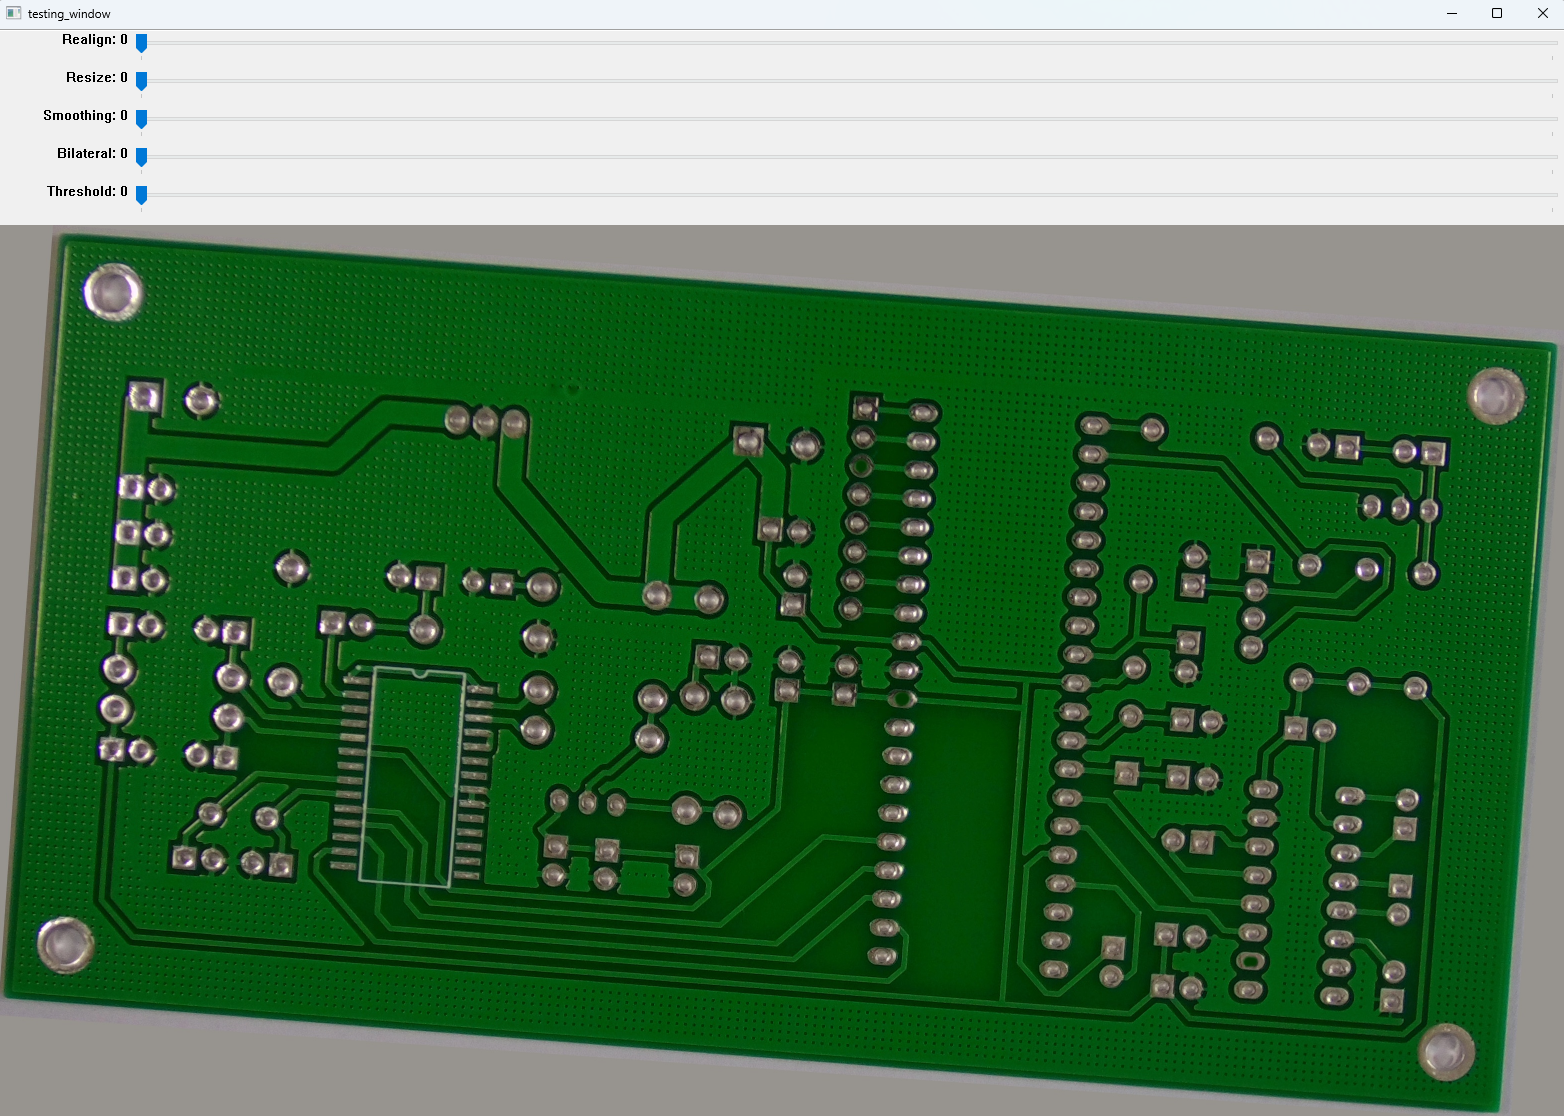 testing_window
Realign: 0
Resize: 0
Smoothing: 0
Bilateral: 0
Threshold: 0